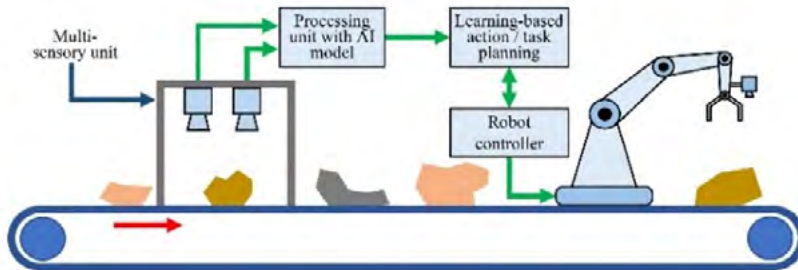 Multi-
sensory unit
Processing
unit with AI
model
Learning-based
action / task
planning
Robot
controller